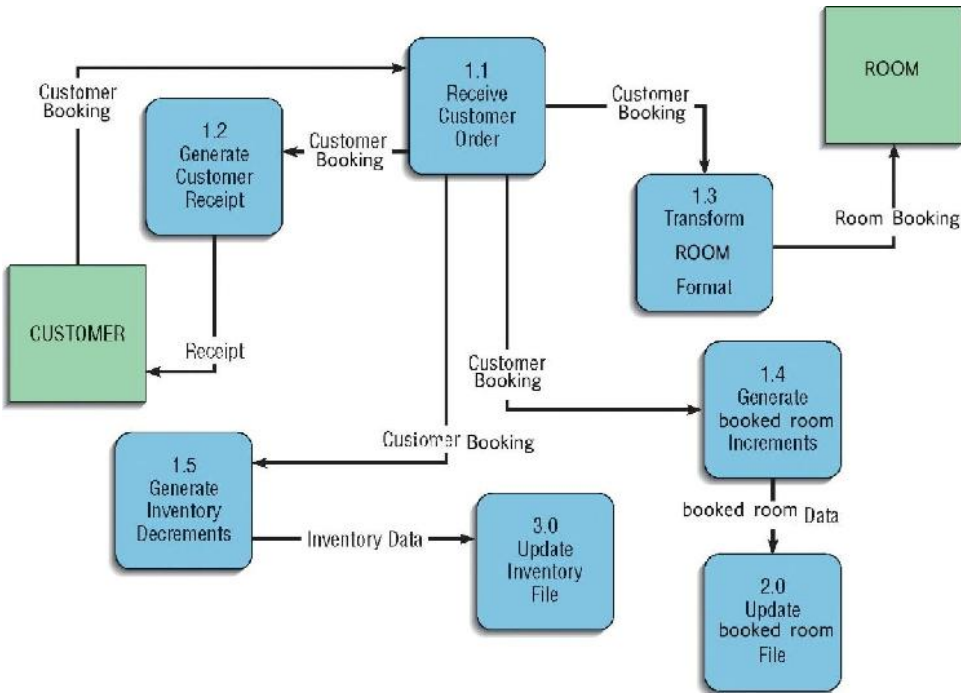 1.1
Receive
Customer
Order
ROOM
Customer
Booking
1.2
Generate
Customer
Receipt
Customer
Booking
Customer
Booking
1.3
Transform
ROOM
Format
Room Booking
CUSTOMER
Receipt
Customer
Booking
1.4
Generate
booked room
Increments
Customer Booking
1.5
Generate
Inventory
Decrements
Inventory Data
3.0
Update
Inventory
File
booked room Data
2.0
Update
booked room
File